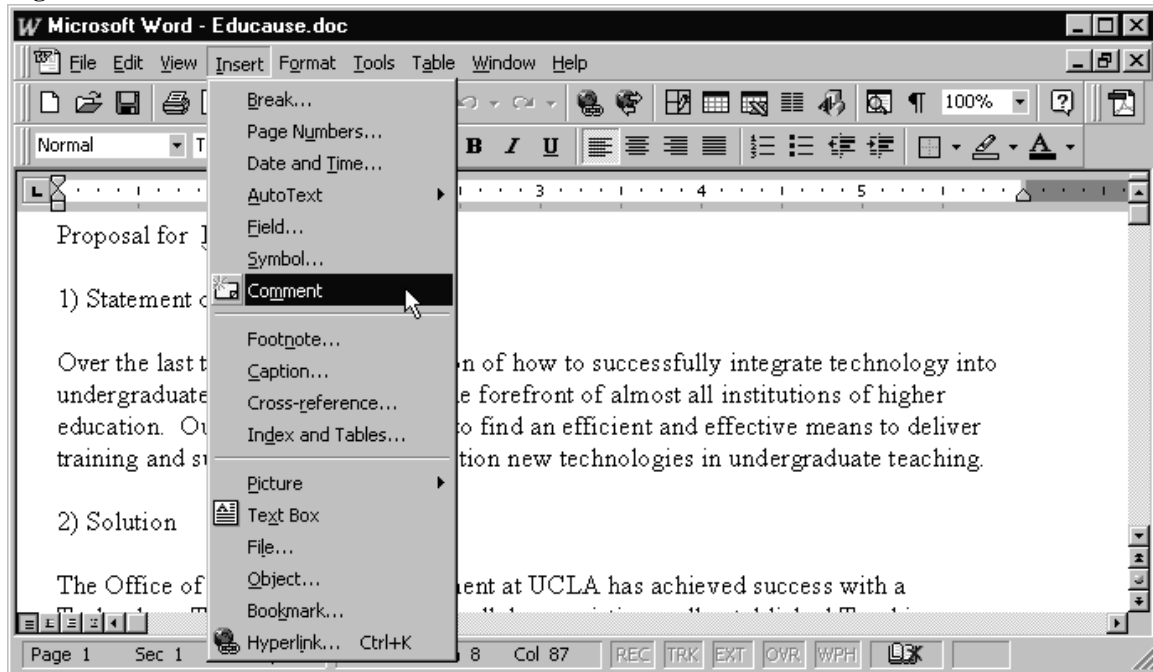 Microsoft Word - Educause.doc
File Edit View Insert Format Tools Table Window Help
100%
Normal T B I U
Break...
Page Numbers...
Date and Time...
AutoText
Field...
Symbol...
Comment
Footnote...
Caption...
Cross-reference...
Index and Tables...
Picture
Text Box
File...
Object...
Bookmark...
Hyperlink... Ctrl+K
3 4 5
Proposal for
1) Statement
Over the last of how to successfully integrate technology into
undergraduate forefront of almost all institutions of higher
education. to find an efficient and effective means to deliver
training and new technologies in undergraduate teaching.
2) Solution
The Office of at UCLA has achieved success with a
Page 1 Sec 1 8 Col 87 REC TRK EXT OVR WPH